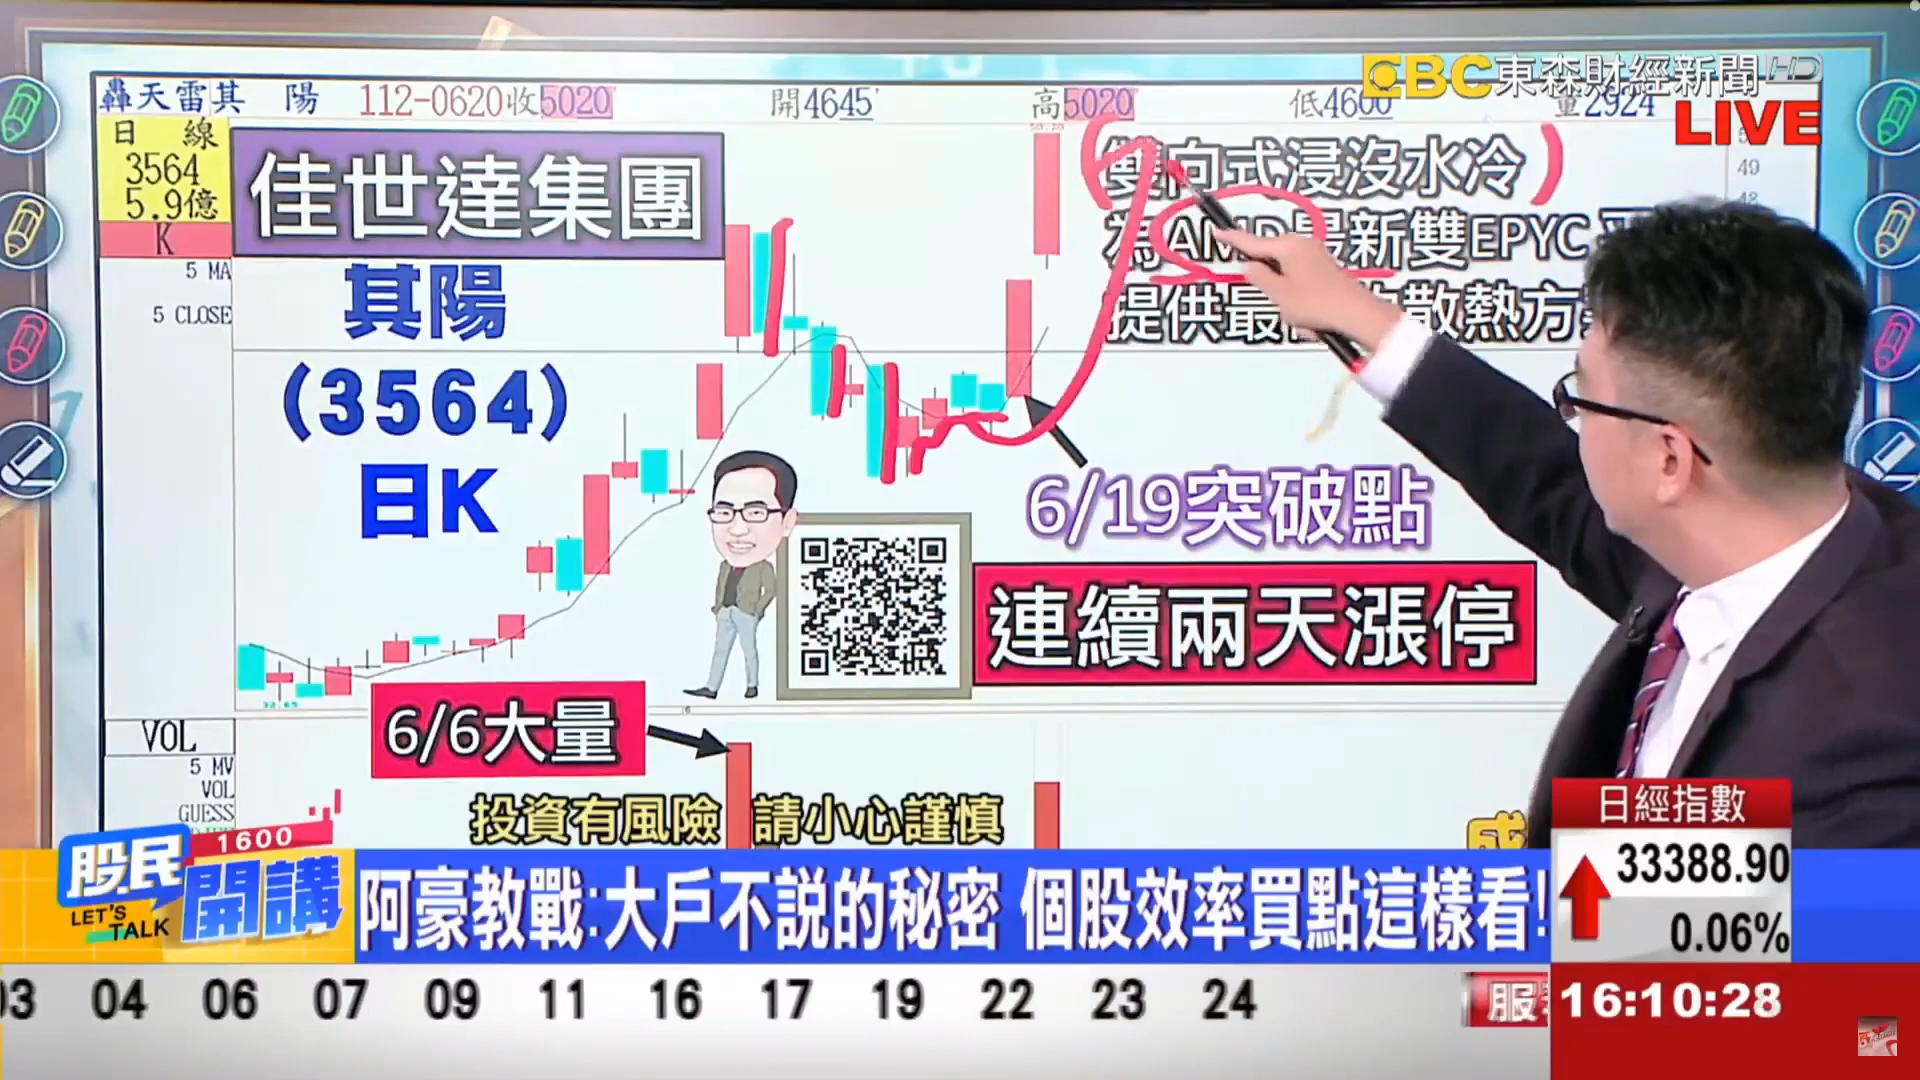 EBC東森財經新聞HD
LIVE
轟天雷其 陽 112-0620收5020 開4645 高5020 低4600 量2924
日 線
3564
5.9億
K
5 MA
5 CLOSE
佳世達集團
其陽
(3564)
日K
50.20
49
48
雙向式浸沒水冷
為AMD最新雙EPYC
提供最 散熱方
6/19突破點
連續兩天漲停
6/6大量
6
VOL
5 MV
VOL
GUESS
投資有風險 請小心謹慎
日經指數
33388.90
0.06%
1600
股民開講
LET'S TALK
阿豪教戰:大戶不說的秘密 個股效率買點這樣看!
03 04 06 07 09 11 16 17 19 22 23 24
16:10:28